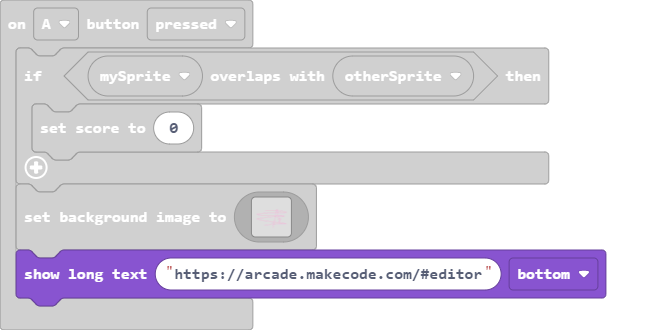 on A button pressed
if mySprite overlaps with otherSprite then
set score to 0
set background image to
show long text "https://arcade.makecode.com/#editor" bottom